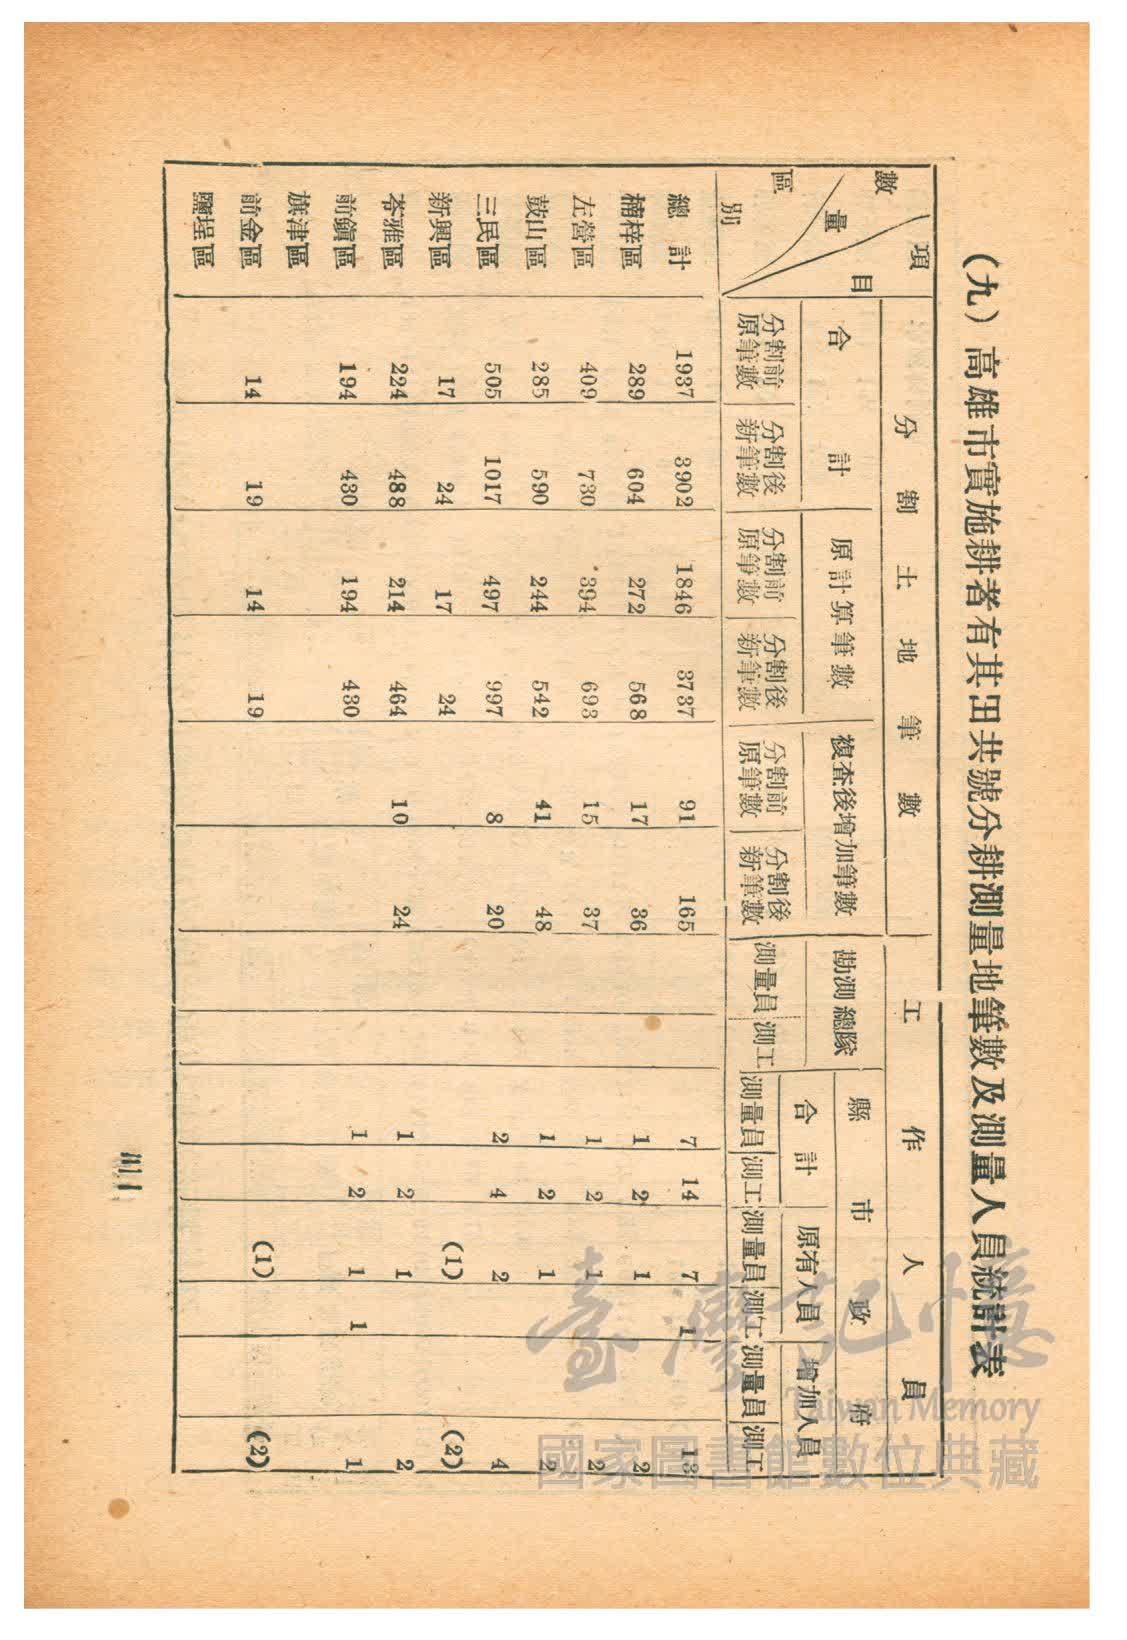 (九)高雄市實施耕者有其田共號分耕測量地筆數及測量人員統計表
項目 數量 區別
分割土地筆數 工作人員
合計 原計算筆數 複查後增加筆數 勘測總隊 縣市政府
合計 原有人員 增加人員
分割前原筆數 分割後新筆數 分割前原筆數 分割後新筆數 分割前原筆數 分割後新筆數 測量員 測工 測量員 測工 測量員 測工 測量員 測工
總計 1937 3902 1846 3737 91 165 7 14 7 1 13
楠梓區 289 604 272 568 17 36 1 2 1 2
左營區 409 730 394 693 15 37 1 2 1 2
鼓山區 285 590 244 542 41 48 1 2 1 2
三民區 505 1017 497 997 8 20 2 4 2 4
新興區 17 24 17 24 (1) (2)
苓雅區 224 488 214 464 10 24 1 2 1 2
前鎮區 194 430 194 430 1 2 1 1 1
旗津區
前金區 14 19 14 19 (1) (2)
鹽埕區
臺灣記憶
Taiwan Memory
國家圖書館數位典藏